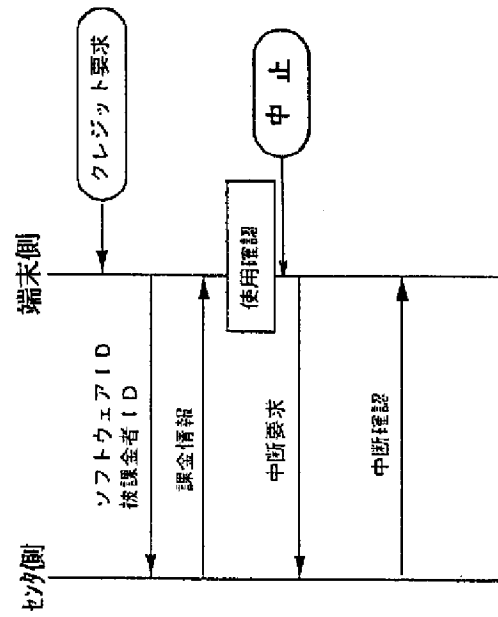 センタ側
端末側
クレジット要求
ソフトウェアID
被課金者ID
課金情報
使用確認
中止
中断要求
中断確認